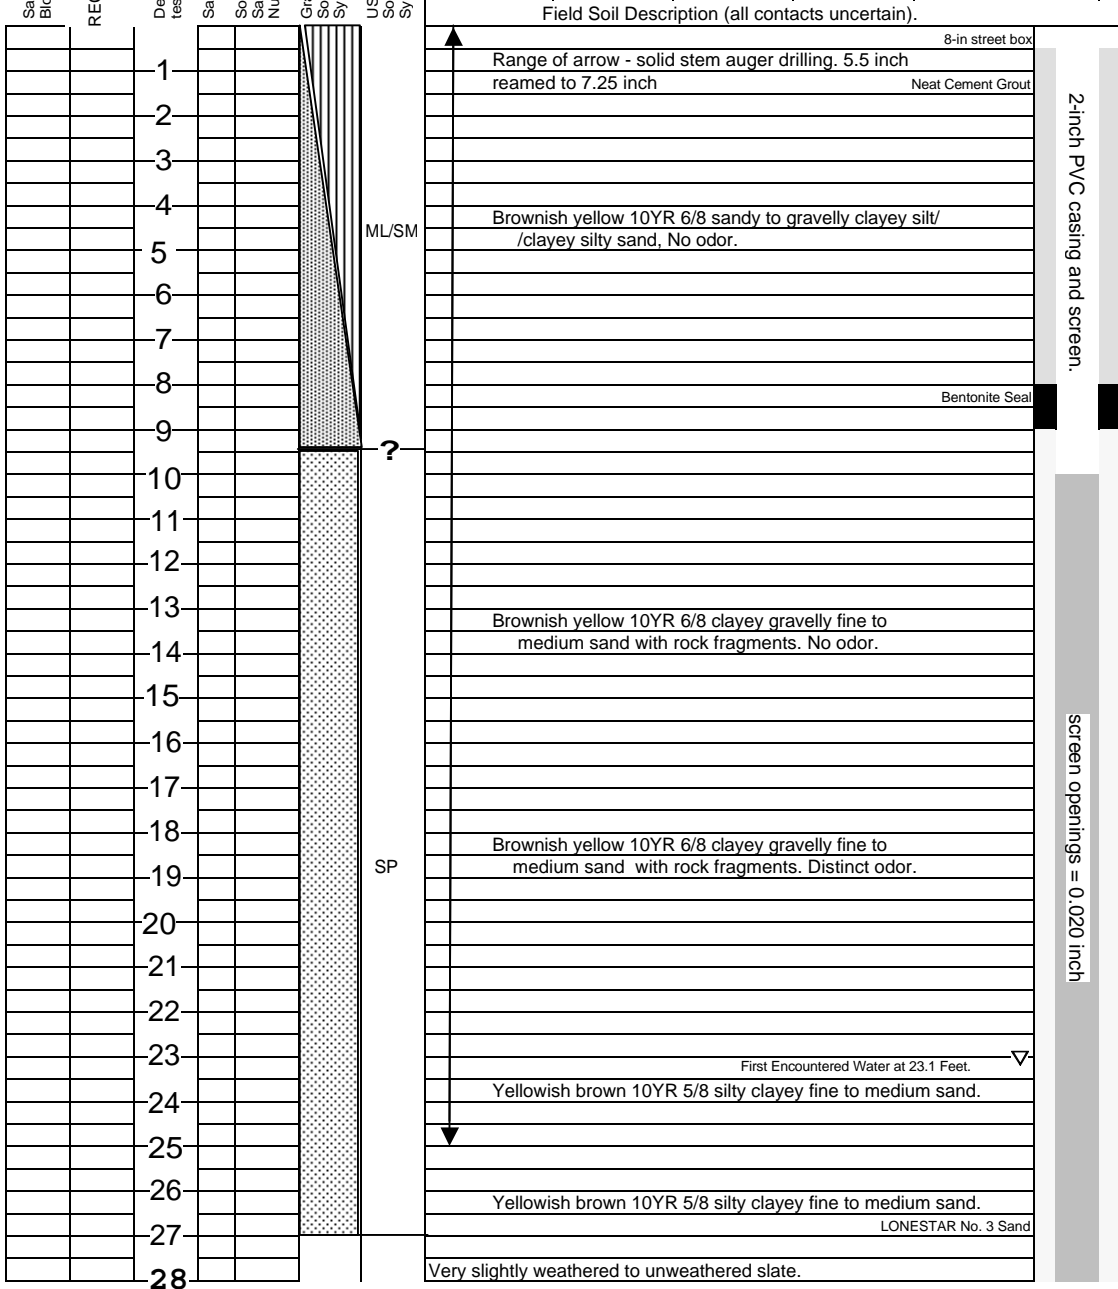 REC
Field Soil Description (all contacts uncertain).
8-in street box
Range of arrow - solid stem auger drilling. 5.5 inch
1
reamed to 7.25 inch
Neat Cement Grout
2
3
4
Brownish yellow 10YR 6/8 sandy to gravelly clayey silt/
ML/SM
/clayey silty sand, No odor.
5
6
7
2-inch PVC casing and screen.
8
Bentonite Seal
9
?
10
11
12
13
Brownish yellow 10YR 6/8 clayey gravelly fine to
medium sand with rock fragments. No odor.
14
15
16
17
18
Brownish yellow 10YR 6/8 clayey gravelly fine to
SP
medium sand with rock fragments. Distinct odor.
19
20
screen openings = 0.020 inch
21
22
23
First Encountered Water at 23.1 Feet.
Yellowish brown 10YR 5/8 silty clayey fine to medium sand.
24
25
26
Yellowish brown 10YR 5/8 silty clayey fine to medium sand.
LONESTAR No. 3 Sand
27
Very slightly weathered to unweathered slate.
28